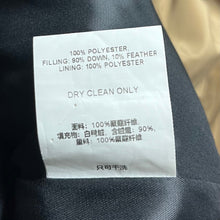 100% POLYESTER
FILLING: 90% DOWN, 10% FEATHER
LINING: 100% POLYESTER
DRY CLEAN ONLY
面料: 100%聚酯纤维
填充物: 白鸭绒, 含绒量: 90%,
里料: 100%聚酯纤维
只可干洗